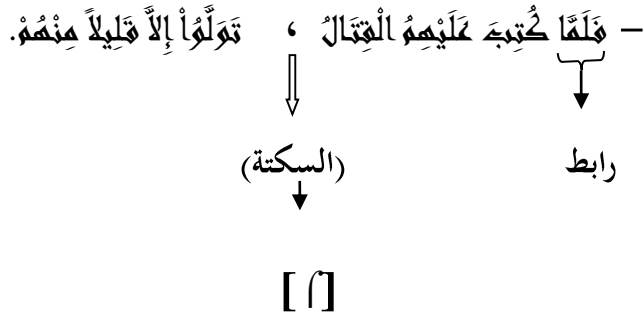 – فَلَمَّا كُتِبَ عَلَيْهِمُ الْقِتَالُ ، تَوَلَّوْاْ إِلاَّ قَلِيلاً مِنْهُمْ.
رابط (السكتة)
[⌠]